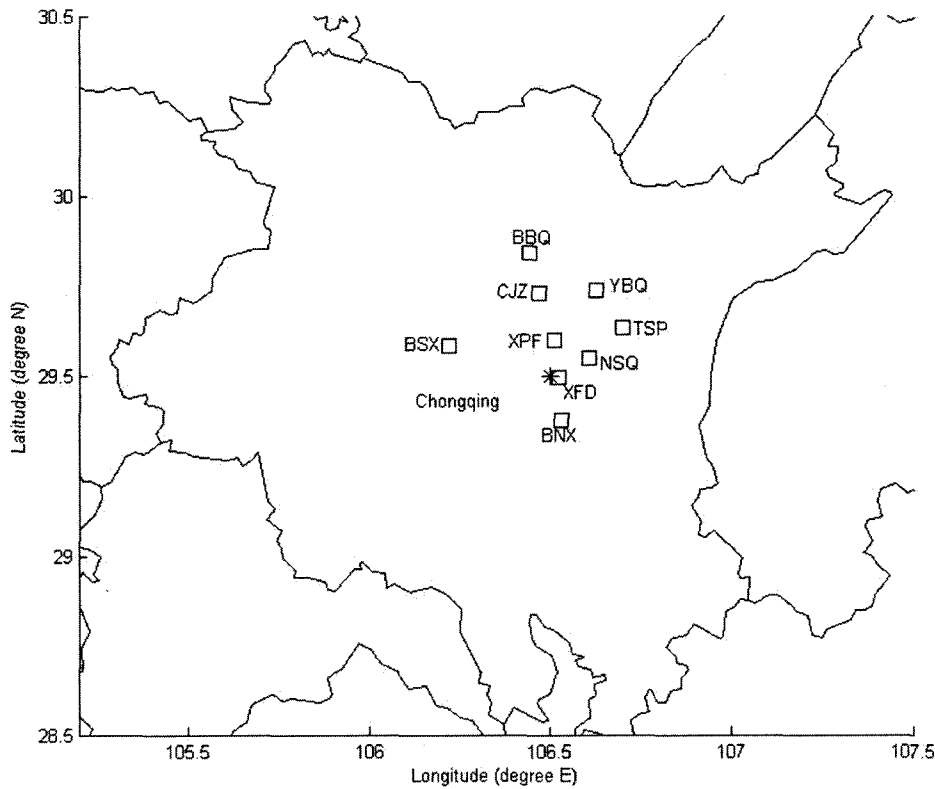 30.5
30
29.5
29
28.5
Latitude (degree N)
BBQ
CJZ
YBQ
TSP
BSX
XPF
NSQ
XFD
Chongqing
BNX
105.5
106
106.5
107
107.5
Longitude (degree E)